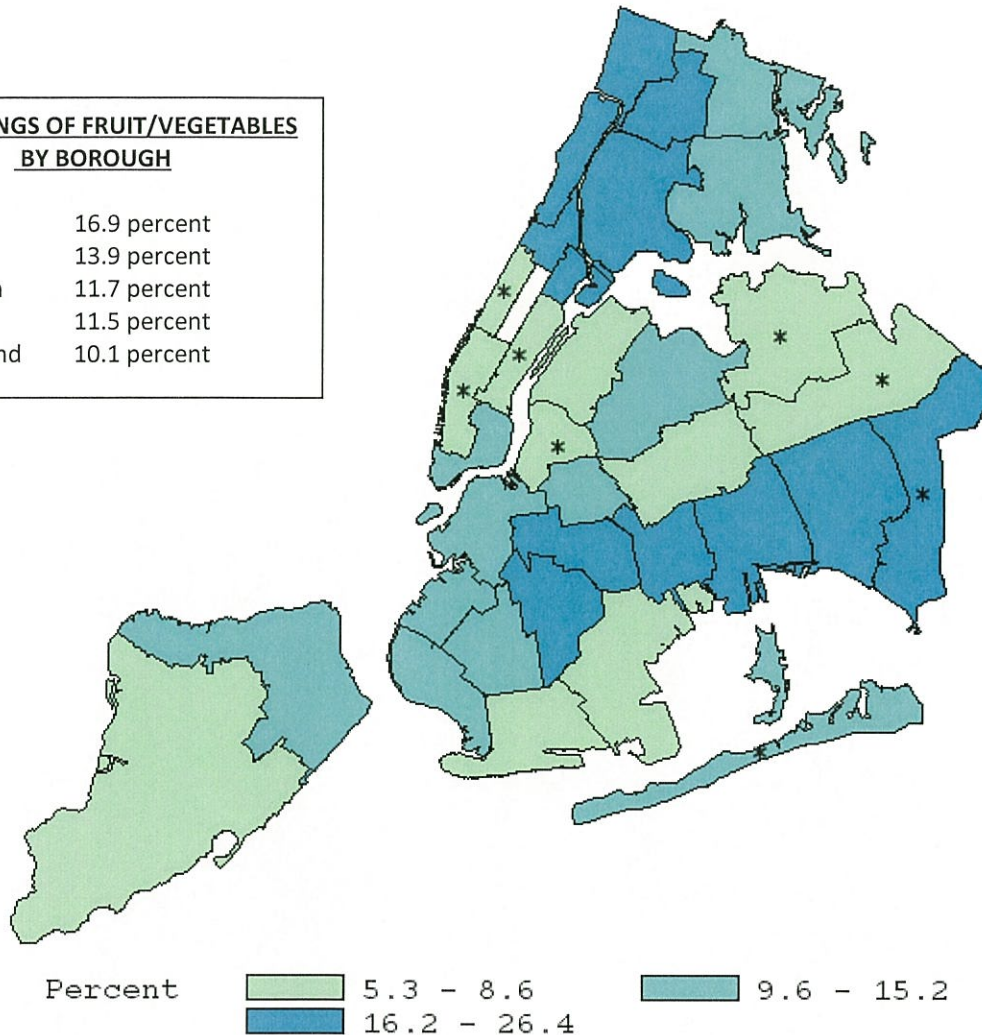 NGS OF FRUIT/VEGETABLES
BY BOROUGH
16.9 percent
13.9 percent
11.7 percent
11.5 percent
nd 10.1 percent
*
*
*
*
*
*
*
*
Percent 5.3 - 8.6 9.6 - 15.2
16.2 - 26.4